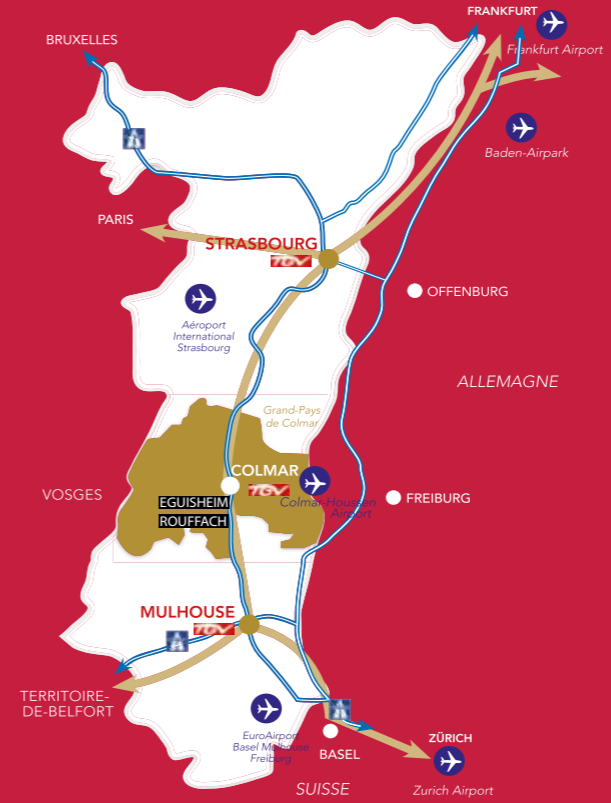 FRANKFURT
Frankfurt Airport
BRUXELLES
Baden-Airpark
PARIS
STRASBOURG
TGV
OFFENBURG
Aéroport
International
Strasbourg
ALLEMAGNE
Grand-Pays
de Colmar
COLMAR
TGV
VOSGES
EGUISHEIM
ROUFFACH
Colmar-Houssen
Airport
FREIBURG
MULHOUSE
TGV
TERRITOIRE-
DE-BELFORT
EuroAirport
Basel Mulhouse
Freiburg
BASEL
ZÜRICH
SUISSE
Zurich Airport